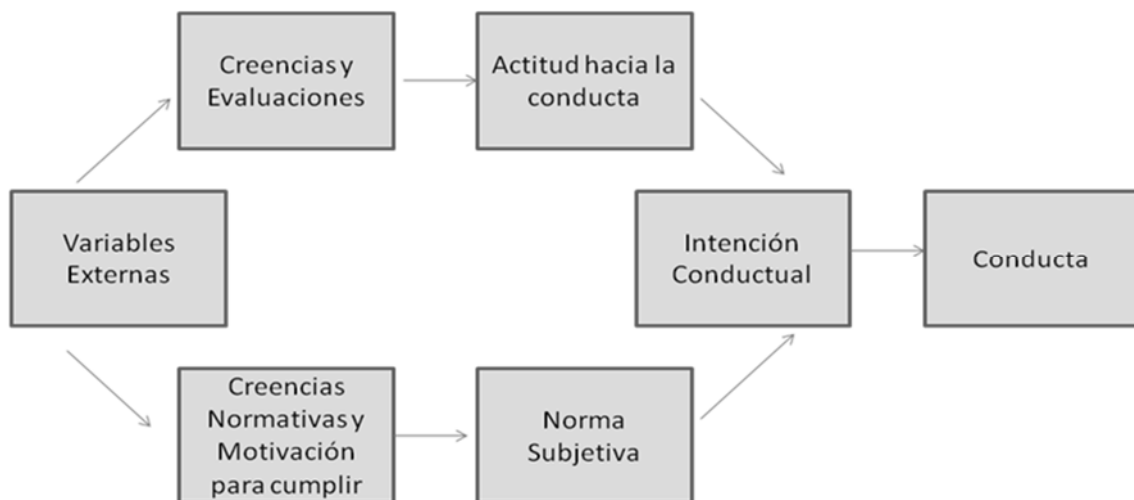 Creencias y
Evaluaciones
Actitud hacia la
conducta
Variables
Externas
Intención
Conductual
Conducta
Creencias
Normativas y
Motivación
para cumplir
Norma
Subjetiva